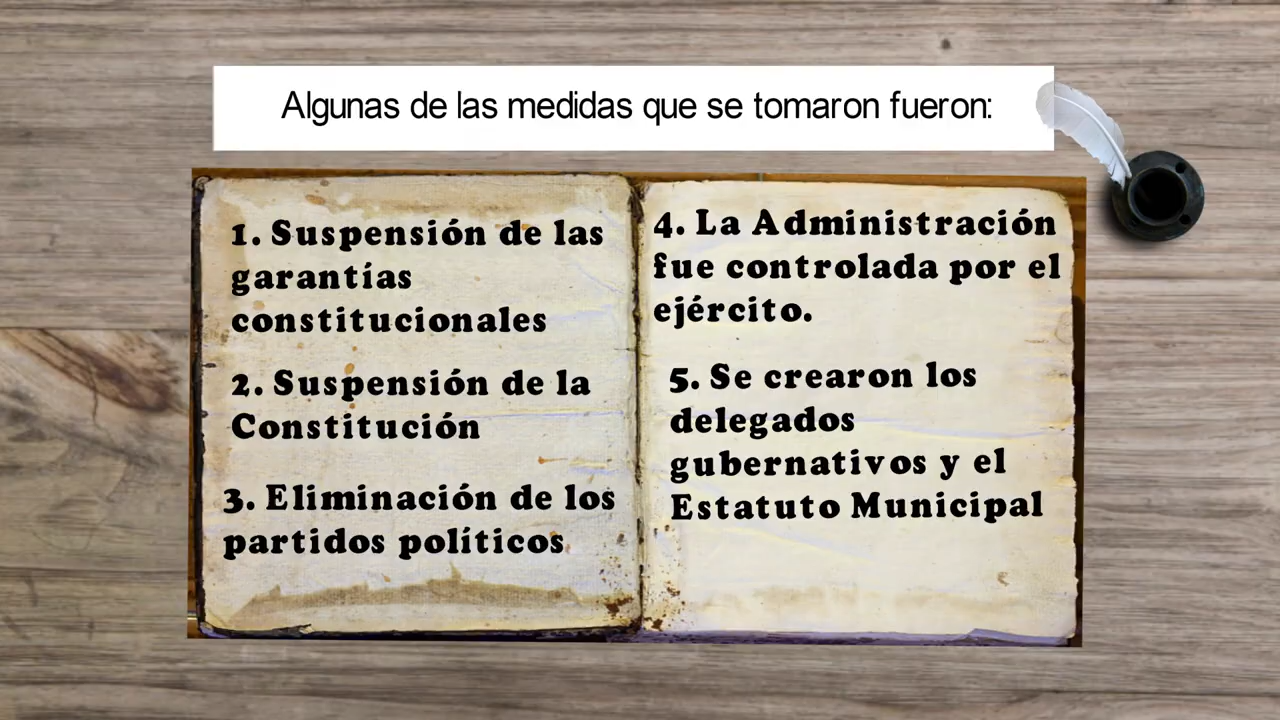 Algunas de las medidas que se tomaron fueron:
1. Suspensión de las
garantías
constitucionales
2. Suspensión de la
Constitución
3. Eliminación de los
partidos políticos
4. La Administración
fue controlada por el
ejército.
5. Se crearon los
delegados
gubernativos y el
Estatuto Municipal